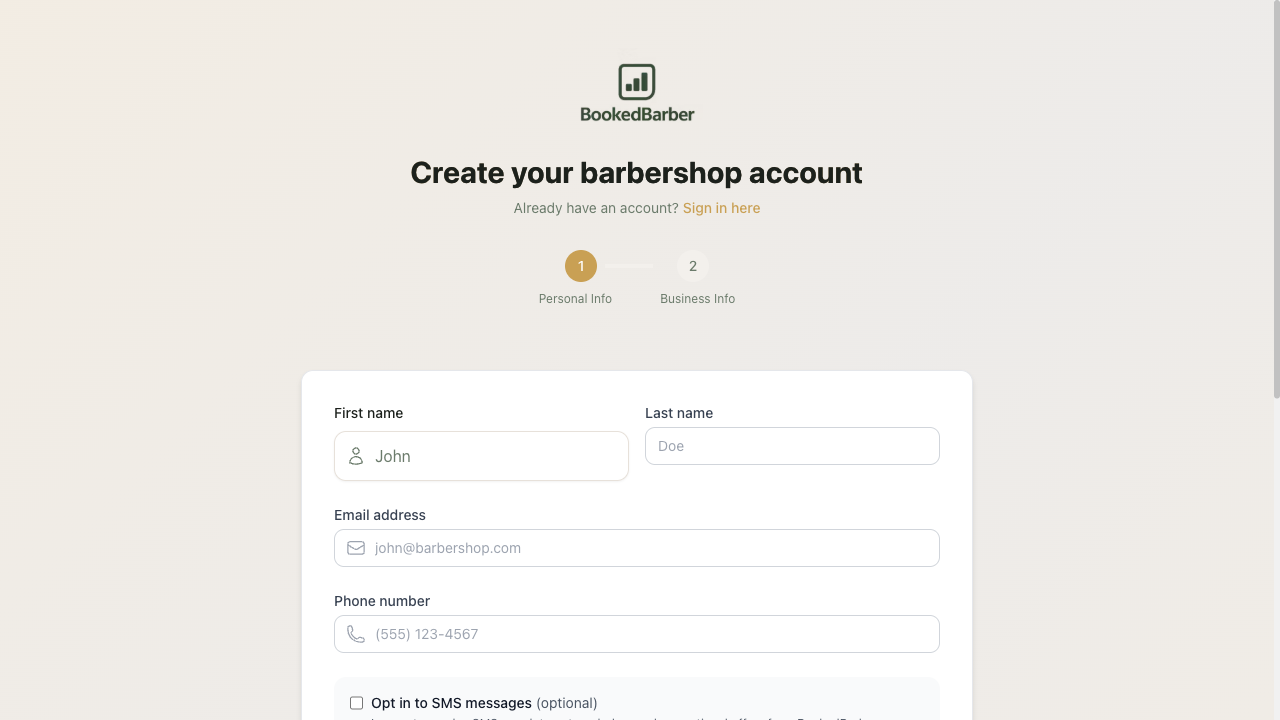 BookedBarber
Create your barbershop account
Already have an account? Sign in here
1
2
Personal Info
Business Info
First name
Last name
John
Doe
Email address
john@barbershop.com
Phone number
(555) 123-4567
Opt in to SMS messages (optional)